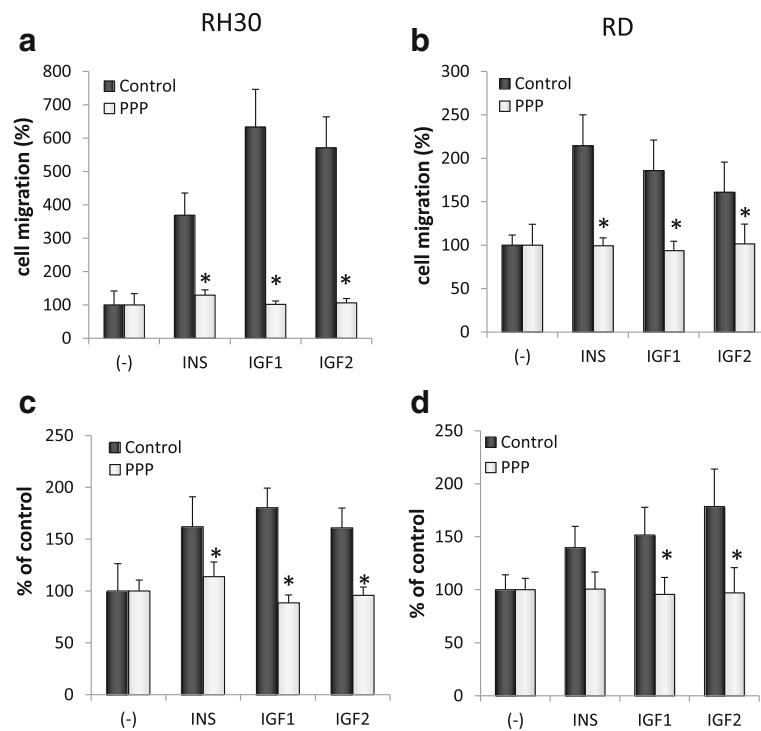 RH30
RD
a
b
cell migration (%)
800
700
600
500
400
300
200
100
0
Control
PPP
*
*
*
(-) INS IGF1 IGF2
cell migration (%)
300
250
200
150
100
50
0
Control
PPP
*
*
*
(-) INS IGF1 IGF2
c
d
% of control
250
200
150
100
50
0
Control
PPP
*
*
*
(-) INS IGF1 IGF2
% of control
250
200
150
100
50
0
Control
PPP
*
*
(-) INS IGF1 IGF2